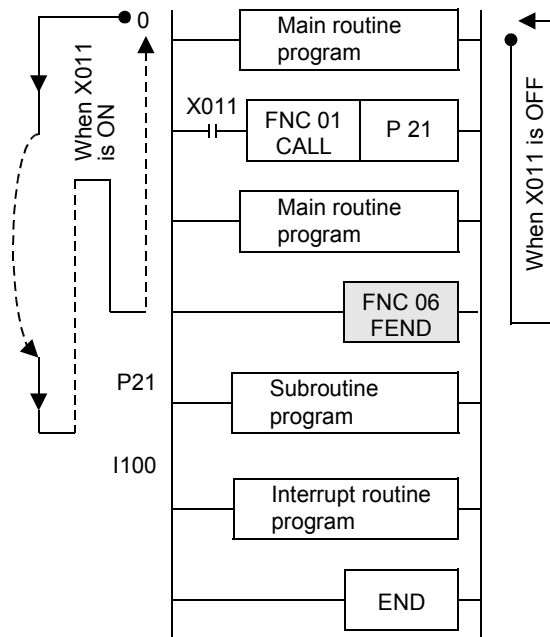 0
Main routine
program
When X011
is ON
X011
FNC 01
CALL
P 21
Main routine
program
When X011 is OFF
FNC 06
FEND
P21
Subroutine
program
I100
Interrupt routine
program
END